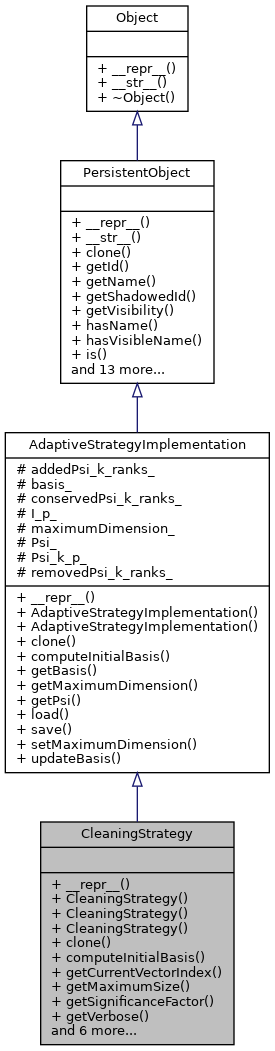 Object
+ __repr__()
+ __str__()
+ ~Object()
PersistentObject
+ __repr__()
+ __str__()
+ clone()
+ getId()
+ getName()
+ getShadowedId()
+ getVisibility()
+ hasName()
+ hasVisibleName()
+ is()
and 13 more...
AdaptiveStrategyImplementation
# addedPsi_k_ranks_
# basis_
# conservedPsi_k_ranks_
# I_p_
# maximumDimension_
# Psi_
# Psi_k_p_
# removedPsi_k_ranks_
+ __repr__()
+ AdaptiveStrategyImplementation()
+ AdaptiveStrategyImplementation()
+ clone()
+ computeInitialBasis()
+ getBasis()
+ getMaximumDimension()
+ getPsi()
+ load()
+ save()
+ setMaximumDimension()
+ updateBasis()
CleaningStrategy
+ __repr__()
+ CleaningStrategy()
+ CleaningStrategy()
+ CleaningStrategy()
+ clone()
+ computeInitialBasis()
+ getCurrentVectorIndex()
+ getMaximumSize()
+ getSignificanceFactor()
+ getVerbose()
and 6 more...